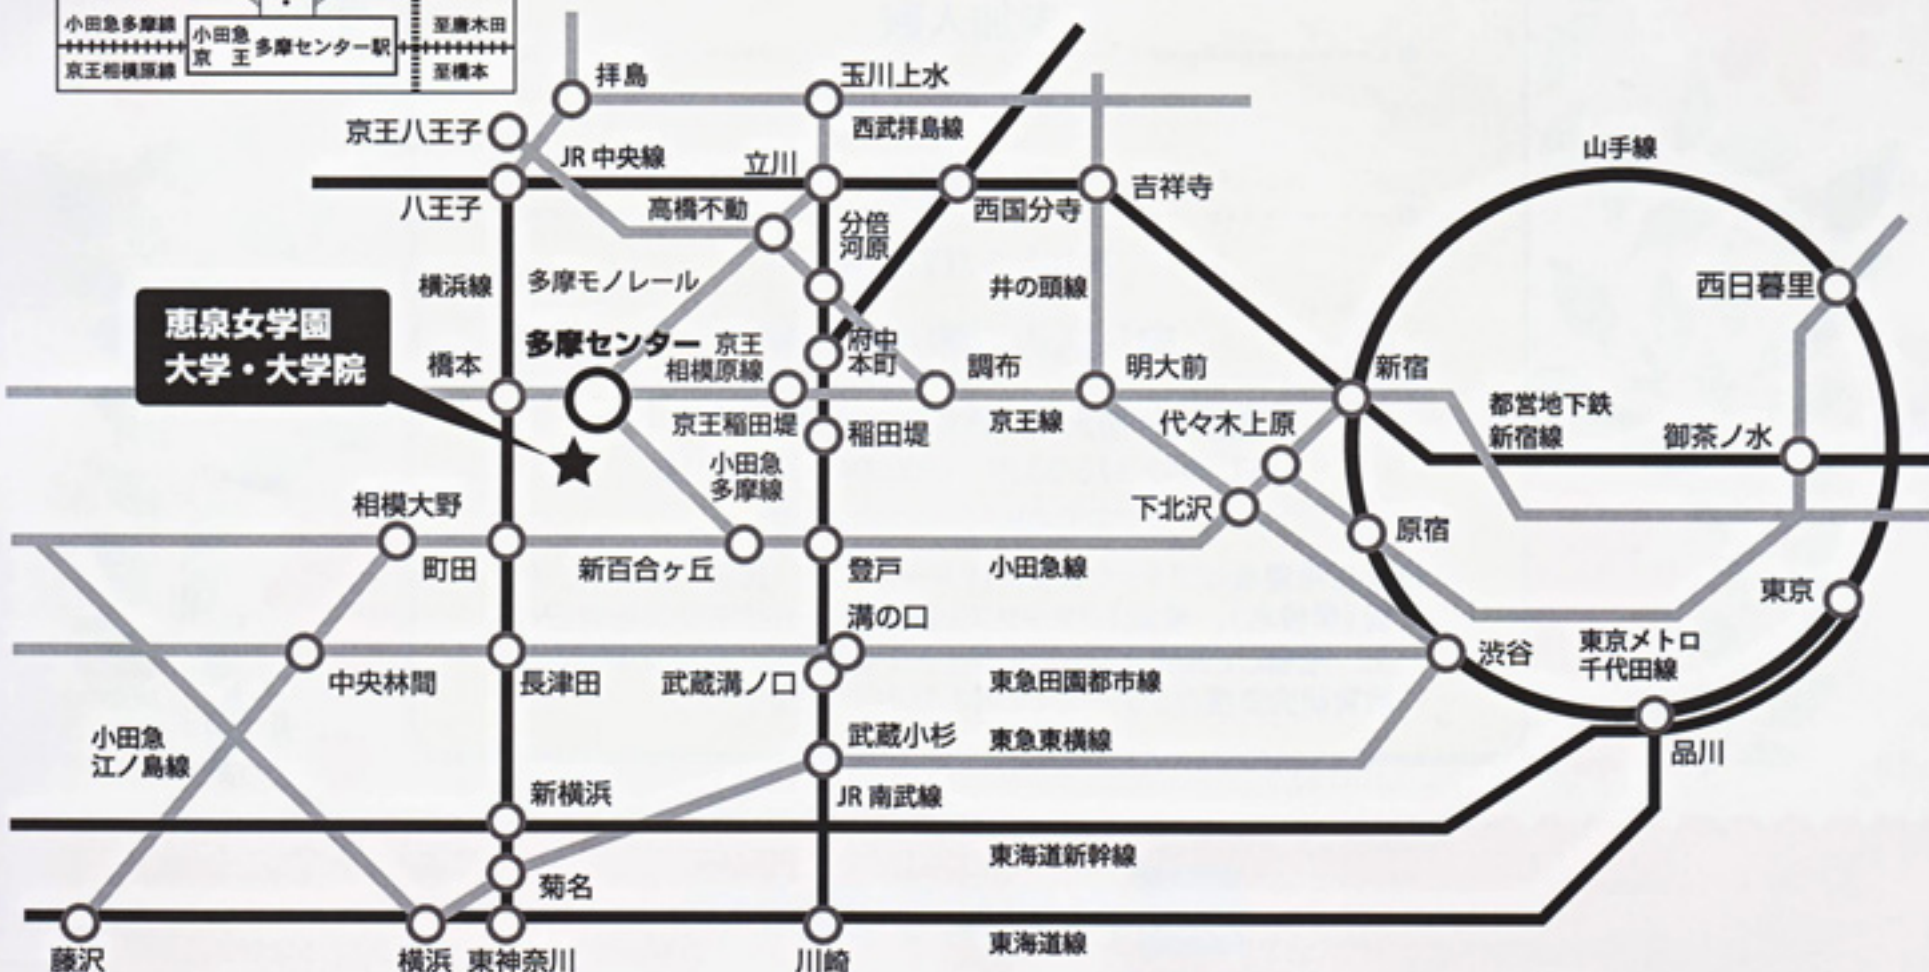 小田急多摩線
京王相模原線
小田急
京　王
多摩センター駅
至唐木田
至橋本
拝島
玉川上水
京王八王子
西武拝島線
山手線
JR 中央線
立川
吉祥寺
八王子
高橋不動
西国分寺
分倍
河原
横浜線
多摩モノレール
井の頭線
西日暮里
恵泉女学園
大学・大学院
多摩センター
京王
相模原線
府中
本町
橋本
調布
明大前
新宿
都営地下鉄
新宿線
京王稲田堤
稲田堤
京王線
代々木上原
御茶ノ水
小田急
多摩線
相模大野
下北沢
原宿
町田
新百合ヶ丘
登戸
小田急線
東京
溝の口
中央林間
長津田
武蔵溝ノ口
東急田園都市線
渋谷
東京メトロ
千代田線
小田急
江ノ島線
武蔵小杉
東急東横線
品川
新横浜
JR 南武線
東海道新幹線
菊名
藤沢
横浜
東神奈川
川崎
東海道線